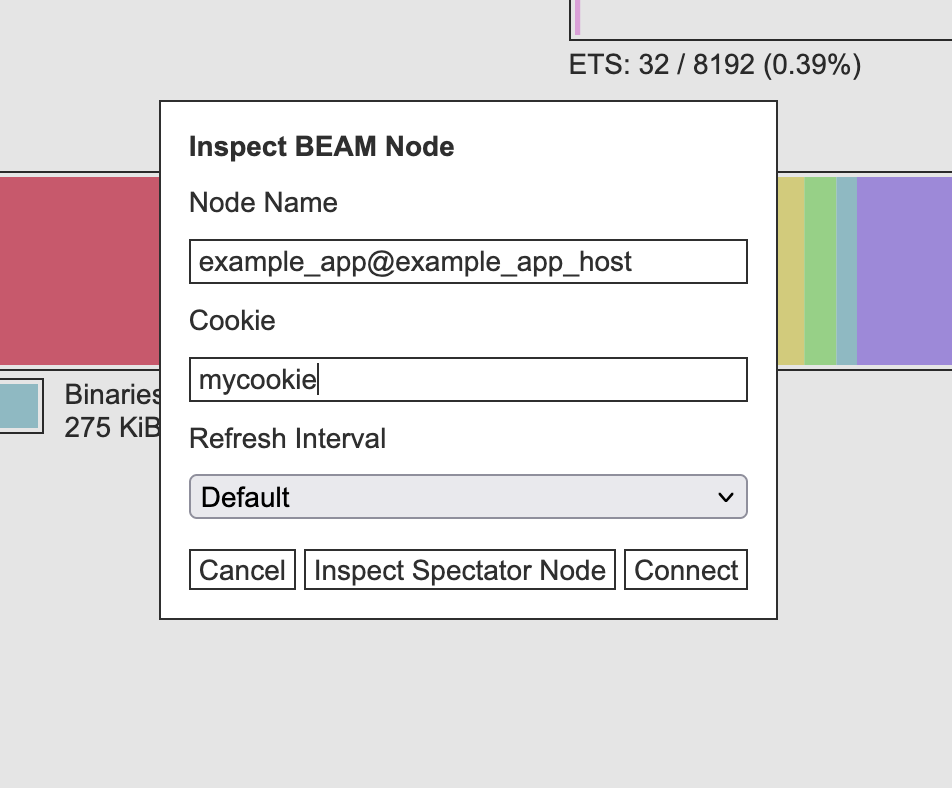 ETS: 32 / 8192 (0.39%)
Inspect BEAM Node
Node Name
example_app@example_app_host
Cookie
mycookie
Binaries
275 KiB
Refresh Interval
Default
Cancel
Inspect Spectator Node
Connect